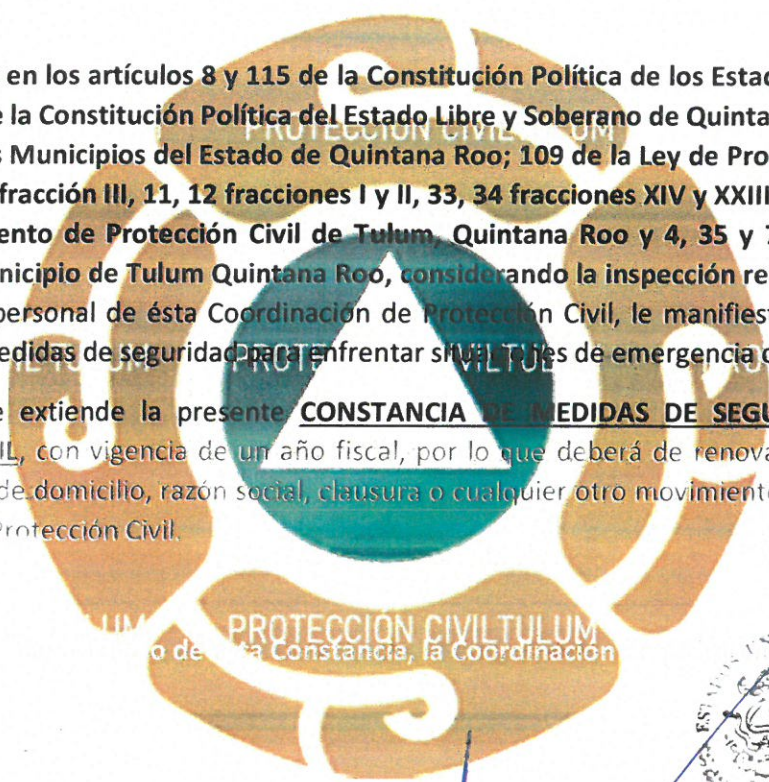 en los artículos 8 y 115 de la Constitución Política de los Estad
e la Constitución Política del Estado Libre y Soberano de Quinta
s Municipios del Estado de Quintana Roo; 109 de la Ley de Pro
fracción III, 11, 12 fracciones I y II, 33, 34 fracciones XIV y XXIII
ento de Protección Civil de Tulum, Quintana Roo y 4, 35 y 7
nicipio de Tulum Quintana Roo, considerando la inspección re
personal de ésta Coordinación de Protección Civil, le manifiest
edidas de seguridad para enfrentar situaciones de emergencia o
e extiende la presente CONSTANCIA DE MEDIDAS DE SEGU
IL, con vigencia de un año fiscal, por lo que deberá de renova
de domicilio, razón social, clausura o cualquier otro movimiento
Protección Civil.
PROTECCIÓN CIVILTULUM
o de esta Constancia, la Coordinación